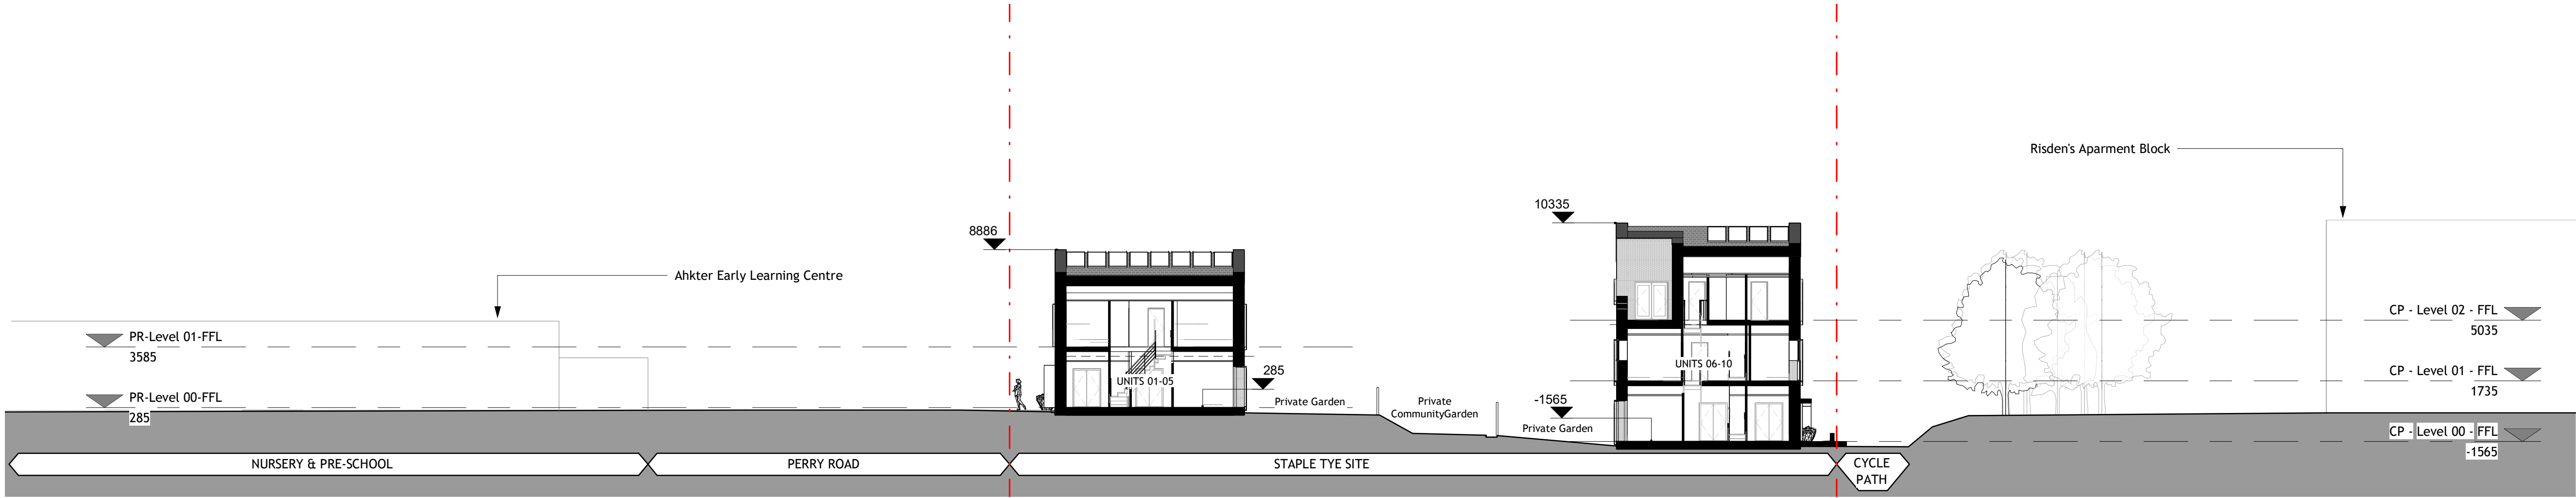 Risden's Aparment Block
10335
8886
Ahkter Early Learning Centre
CP - Level 02 - FFL
5035
PR-Level 01-FFL
3585
UNITS 06-10
285
CP - Level 01 - FFL
1735
UNITS 01-05
PR-Level 00-FFL
285
Private Garden
Private
CommunityGarden
-1565
Private Garden
CP - Level 00 - FFL
-1565
NURSERY & PRE-SCHOOL
PERRY ROAD
STAPLE TYE SITE
CYCLE
PATH